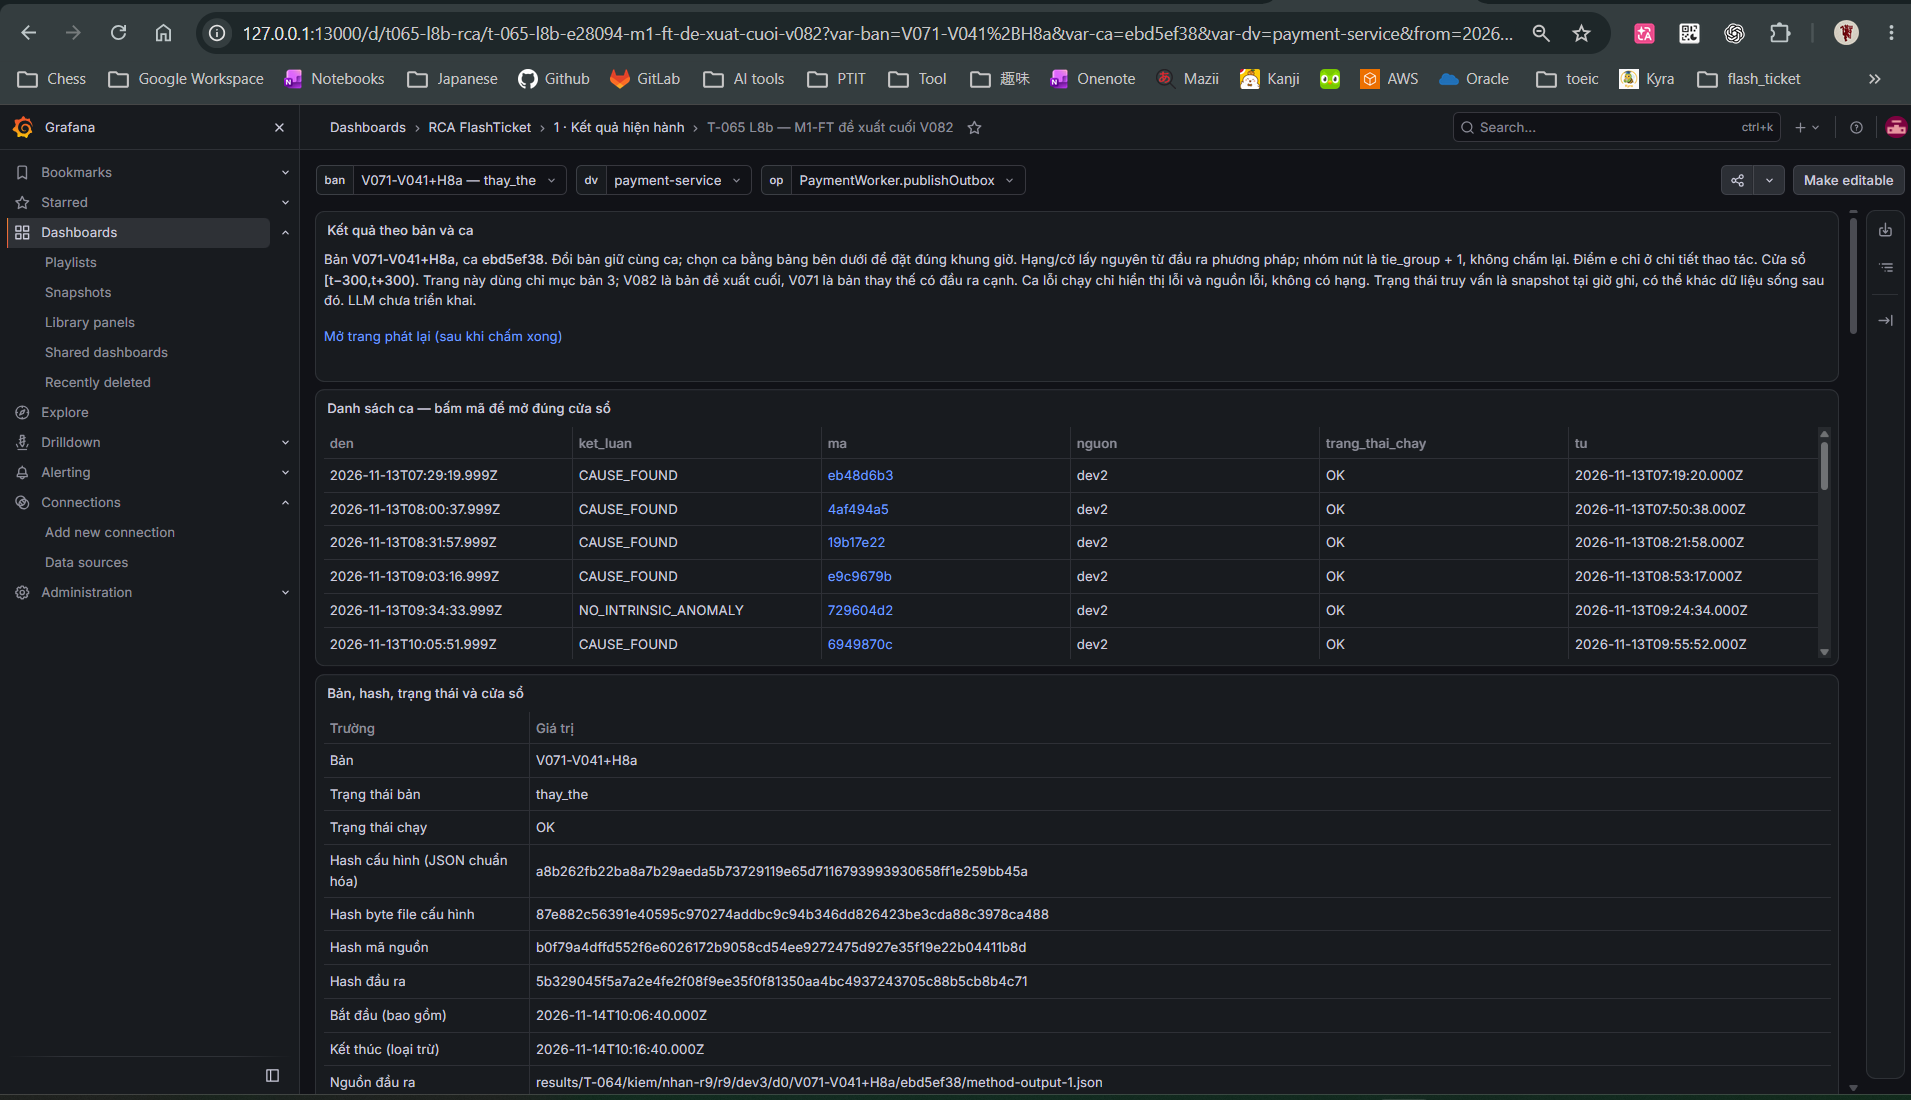 127.0.0.1:13000/d/t065-l8b-rca/t-065-l8b-e28094-m1-ft-de-xuat-cuoi-v082?var-ban=V071-V041%2BH8a&var-ca=ebd5ef38&var-dv=payment-service&from=2026...
Chess Google Workspace Notebooks Japanese Github GitLab AI tools PTIT Tool 趣味 Onenote Mazii Kanji AWS Oracle toeic Kyra flash_ticket
Grafana
Dashboards › RCA FlashTicket › 1 · Kết quả hiện hành › T-065 L8b — M1-FT đề xuất cuối V082
Search... ctrl+k
Bookmarks
Starred
Dashboards
Playlists
Snapshots
Library panels
Shared dashboards
Recently deleted
Explore
Drilldown
Alerting
Connections
Add new connection
Data sources
Administration
ban V071-V041+H8a — thay_the dv payment-service op PaymentWorker.publishOutbox
Make editable
Kết quả theo bản và ca
Bản V071-V041+H8a, ca ebd5ef38. Đổi bản giữ cùng ca; chọn ca bằng bảng bên dưới để đặt đúng khung giờ. Hạng/cờ lấy nguyên từ đầu ra phương pháp; nhóm nút là tie_group + 1, không chấm lại. Điểm e chỉ ở chi tiết thao tác. Cửa sổ
[t−300,t+300). Trang này dùng chỉ mục bản 3; V082 là bản đề xuất cuối, V071 là bản thay thế có đầu ra cạnh. Ca lỗi chạy chỉ hiển thị lỗi và nguồn lỗi, không có hạng. Trạng thái truy vấn là snapshot tại giờ ghi, có thể khác dữ liệu sống sau
đó. LLM chưa triển khai.
Mở trang phát lại (sau khi chấm xong)
Danh sách ca — bấm mã để mở đúng cửa sổ
den ket_luan ma nguon trang_thai_chay tu
2026-11-13T07:29:19.999Z CAUSE_FOUND eb48d6b3 dev2 OK 2026-11-13T07:19:20.000Z
2026-11-13T08:00:37.999Z CAUSE_FOUND 4af494a5 dev2 OK 2026-11-13T07:50:38.000Z
2026-11-13T08:31:57.999Z CAUSE_FOUND 19b17e22 dev2 OK 2026-11-13T08:21:58.000Z
2026-11-13T09:03:16.999Z CAUSE_FOUND e9c9679b dev2 OK 2026-11-13T08:53:17.000Z
2026-11-13T09:34:33.999Z NO_INTRINSIC_ANOMALY 729604d2 dev2 OK 2026-11-13T09:24:34.000Z
2026-11-13T10:05:51.999Z CAUSE_FOUND 6949870c dev2 OK 2026-11-13T09:55:52.000Z
Bản, hash, trạng thái và cửa sổ
Trường Giá trị
Bản V071-V041+H8a
Trạng thái bản thay_the
Trạng thái chạy OK
Hash cấu hình (JSON chuẩn
hóa) a8b262fb22ba8a7b29aeda5b73729119e65d7116793993930658ff1e259bb45a
Hash byte file cấu hình 87e882c56391e40595c970274addbc9c94b346dd826423be3cda88c3978ca488
Hash mã nguồn b0f79a4dffd552f6e6026172b9058cd54ee9272475d927e35f19e22b04411b8d
Hash đầu ra 5b329045f5a7a2e4fe2f08f9ee35f0f81350aa4bc4937243705c88b5cb8b4c71
Bắt đầu (bao gồm) 2026-11-14T10:06:40.000Z
Kết thúc (loại trừ) 2026-11-14T10:16:40.000Z
Nguồn đầu ra results/T-064/kiem/nhan-r9/r9/dev3/d0/V071-V041+H8a/ebd5ef38/method-output-1.json